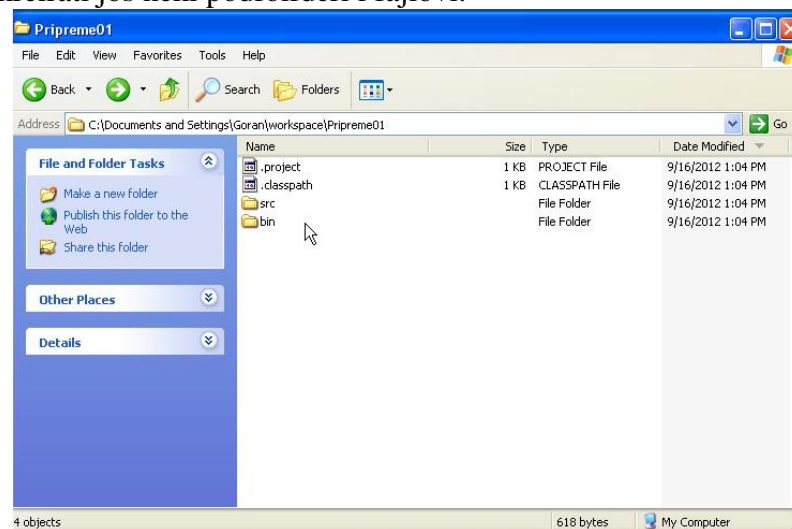 još neki podfolderi i fajlovi.
Pripreme01
File Edit View Favorites Tools Help
Back Search Folders
Address C:\Documents and Settings\Goran\workspace\Pripreme01 Go
Name Size Type Date Modified
File and Folder Tasks
Make a new folder
Publish this folder to the
Web
Share this folder
Other Places
Details
.project 1 KB PROJECT File 9/16/2012 1:04 PM
.classpath 1 KB CLASSPATH File 9/16/2012 1:04 PM
src File Folder 9/16/2012 1:04 PM
bin File Folder 9/16/2012 1:04 PM
4 objects 618 bytes My Computer